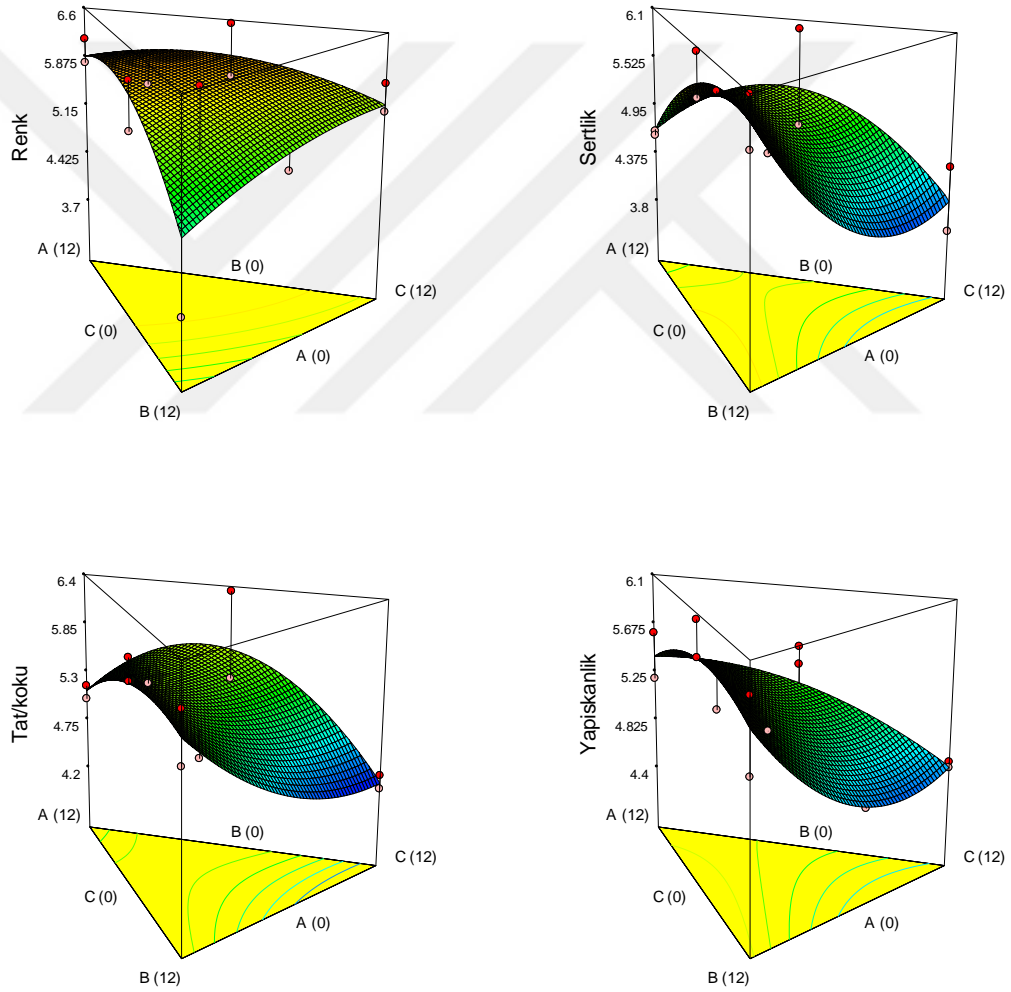 6.6
5.875
5.15
4.425
3.7
Renk
A (12)
B (0)
C (12)
C (0)
A (0)
B (12)
6.1
5.525
4.95
4.375
3.8
Sertlik
A (12)
B (0)
C (12)
C (0)
A (0)
B (12)
6.4
5.85
5.3
4.75
4.2
Tat/koku
A (12)
B (0)
C (12)
C (0)
A (0)
B (12)
6.1
5.675
5.25
4.825
4.4
Yapiskanlik
A (12)
B (0)
C (12)
C (0)
A (0)
B (12)